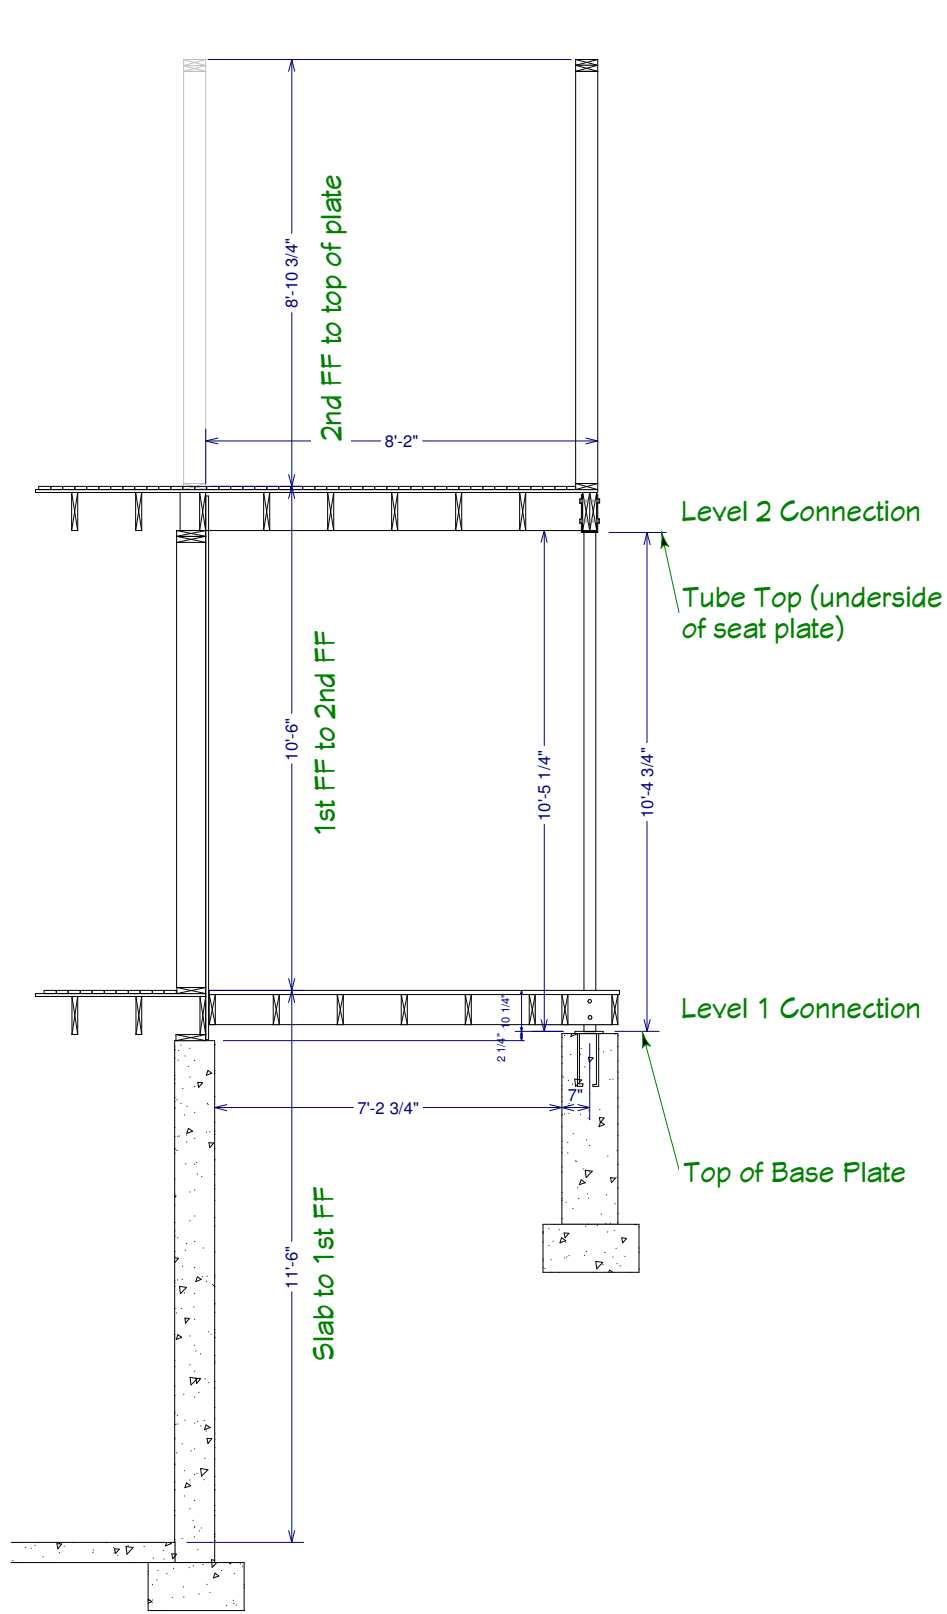 8'-10 3/4"
2nd FF to top of plate
8'-2"
Level 2 Connection
Tube Top (underside
of seat plate)
10'-6"
1st FF to 2nd FF
10'-5 1/4"
10'-4 3/4"
Level 1 Connection
10 1/4"
2 1/4"
7"
7'-2 3/4"
Top of Base Plate
11'-6"
Slab to 1st FF